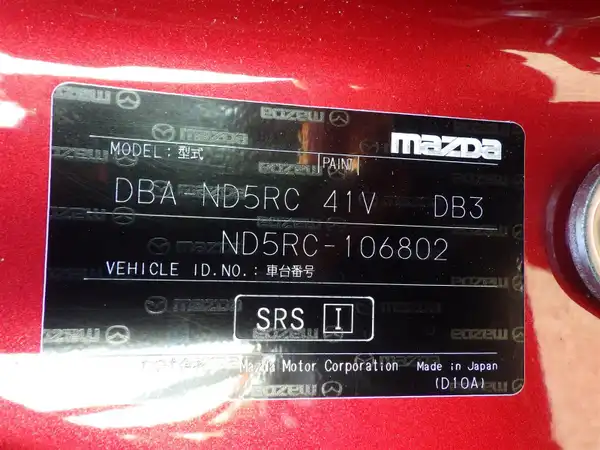 mazda
MODEL:型式 PAINT
DBA-ND5RC 41V DB3
ND5RC-106802
VEHICLE ID.NO.:車台番号
SRS I
Mazda Motor Corporation Made in Japan
(D10A)